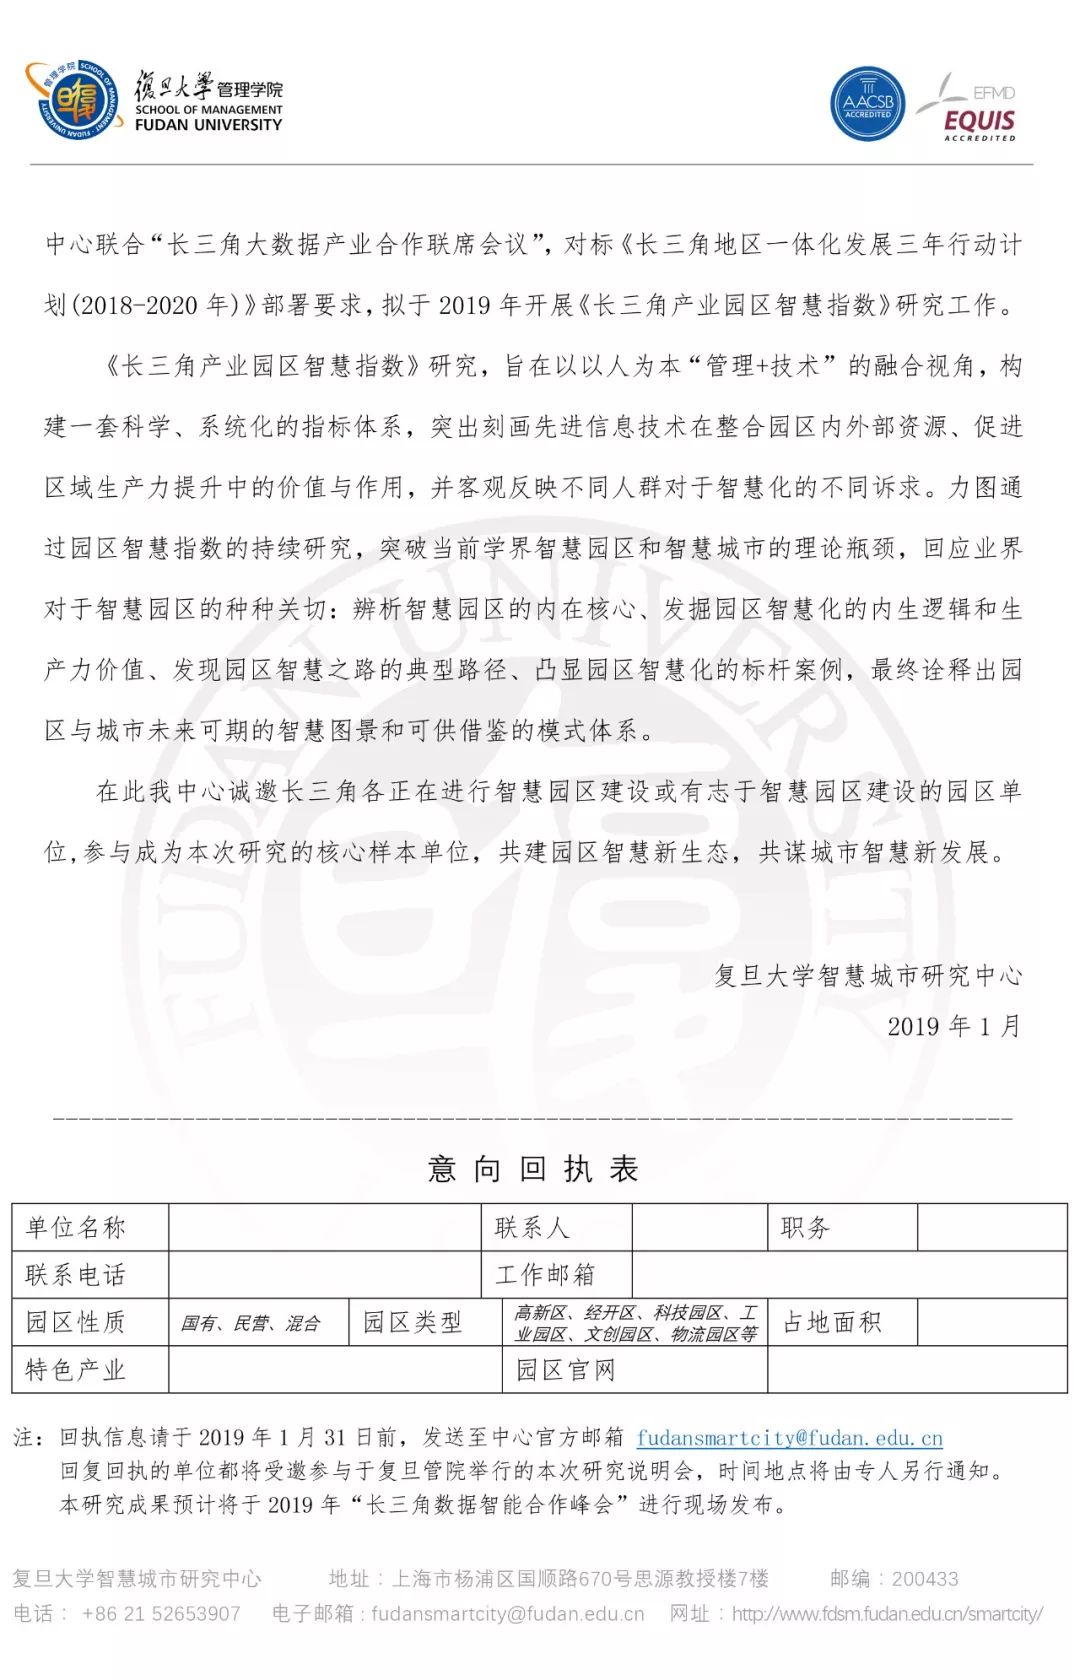 復旦大學管理学院
SCHOOL OF MANAGEMENT
FUDAN UNIVERSITY
AACSB
ACCREDITED
EFMD
EQUIS
ACCREDITED
中心联合“长三角大数据产业合作联席会议”，对标《长三角地区一体化发展三年行动计
划(2018-2020 年)》部署要求，拟于 2019 年开展《长三角产业园区智慧指数》研究工作。
《长三角产业园区智慧指数》研究，旨在以以人为本“管理+技术”的融合视角，构
建一套科学、系统化的指标体系，突出刻画先进信息技术在整合园区内外部资源、促进
区域生产力提升中的价值与作用，并客观反映不同人群对于智慧化的不同诉求。力图通
过园区智慧指数的持续研究，突破当前学界智慧园区和智慧城市的理论瓶颈，回应业界
对于智慧园区的种种关切：辨析智慧园区的内在核心、发掘园区智慧化的内生逻辑和生
产力价值、发现园区智慧之路的典型路径、凸显园区智慧化的标杆案例，最终诠释出园
区与城市未来可期的智慧图景和可供借鉴的模式体系。
在此我中心诚邀长三角各正在进行智慧园区建设或有志于智慧园区建设的园区单
位,参与成为本次研究的核心样本单位，共建园区智慧新生态，共谋城市智慧新发展。
复旦大学智慧城市研究中心
2019 年 1 月
意向回执表
单位名称 联系人 职务
联系电话 工作邮箱
园区性质 国有、民营、混合 园区类型 高新区、经开区、科技园区、工
业园区、文创园区、物流园区等 占地面积
特色产业 园区官网
注：回执信息请于 2019 年 1 月 31 日前，发送至中心官方邮箱 fudansmartcity@fudan.edu.cn
回复回执的单位都将受邀参与于复旦管院举行的本次研究说明会，时间地点将由专人另行通知。
本研究成果预计将于 2019 年“长三角数据智能合作峰会”进行现场发布。
复旦大学智慧城市研究中心 地址：上海市杨浦区国顺路670号思源教授楼7楼 邮编：200433
电话： +86 21 52653907 电子邮箱：fudansmartcity@fudan.edu.cn 网址：http://www.fdsm.fudan.edu.cn/smartcity/
FUDAN UNIVERSITY